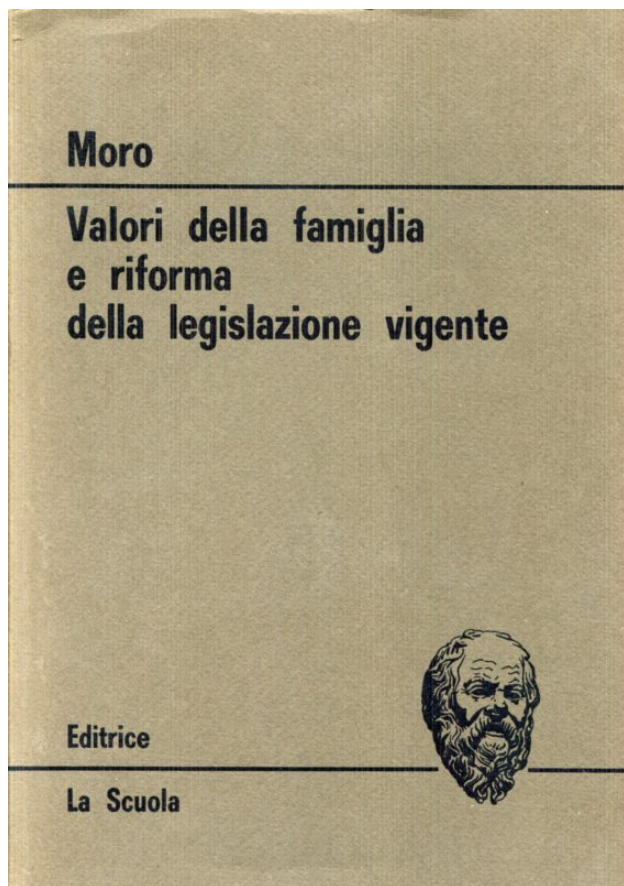 Moro
Valori della famiglia
e riforma
della legislazione vigente
Editrice
La Scuola